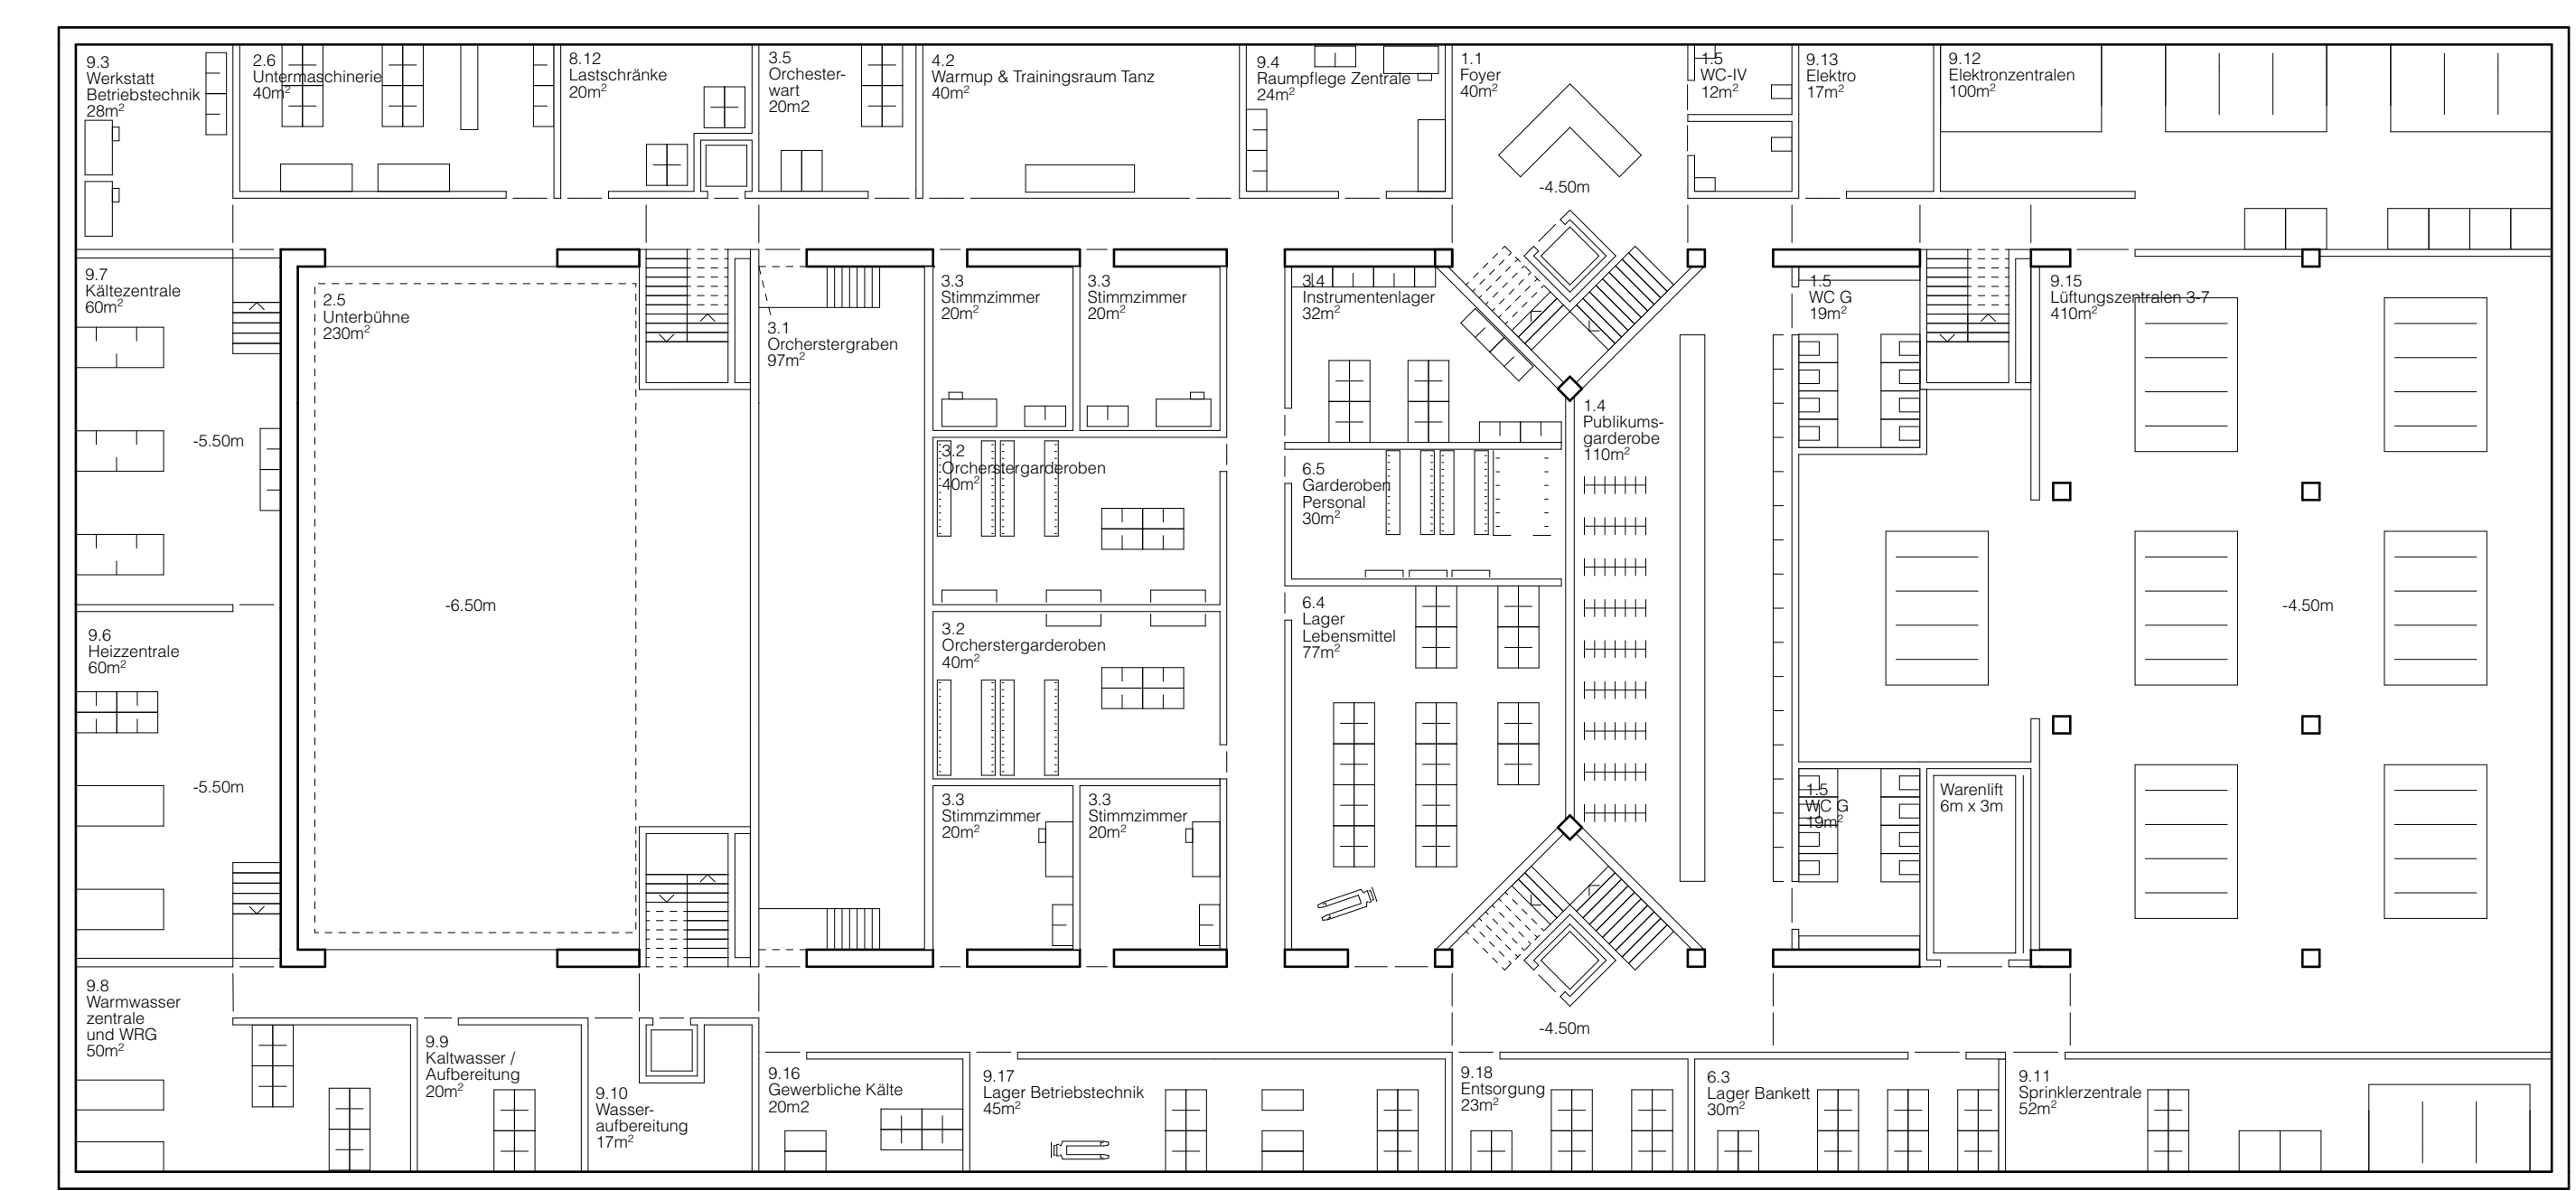 9.3
Werkstatt
Betriebstechnik
28m²
2.6
Untermaschinerie
40m²
8.12
Lastschränke
20m²
3.5
Orchester-
wart
20m2
4.2
Warmup & Trainingsraum Tanz
40m²
9.4
Raumpflege Zentrale
24m²
1.1
Foyer
40m²
-4.50m
1.5
WC-IV
12m²
9.13
Elektro
17m²
9.12
Elektronzentralen
100m²
9.7
Kältezentrale
60m²
-5.50m
2.5
Unterbühne
230m²
-6.50m
3.1
Orcherstergraben
97m²
3.3
Stimmzimmer
20m²
3.3
Stimmzimmer
20m²
3.4
Instrumentenlager
32m²
1.5
WC G
19m²
9.15
Lüftungszentralen 3-7
410m²
-4.50m
1.4
Publikums-
garderobe
110m²
3.2
Orcherstergarderoben
40m²
6.5
Garderoben
Personal
30m²
9.6
Heizzentrale
60m²
-5.50m
3.2
Orcherstergarderoben
40m²
6.4
Lager
Lebensmittel
77m²
3.3
Stimmzimmer
20m²
3.3
Stimmzimmer
20m²
1.5
WC G
19m²
Warenlift
6m x 3m
9.8
Warmwasser
zentrale
und WRG
50m²
9.9
Kaltwasser /
Aufbereitung
20m²
9.10
Wasser-
aufbereitung
17m²
9.16
Gewerbliche Kälte
20m2
9.17
Lager Betriebstechnik
45m²
-4.50m
9.18
Entsorgung
23m²
6.3
Lager Bankett
30m²
9.11
Sprinklerzentrale
52m²